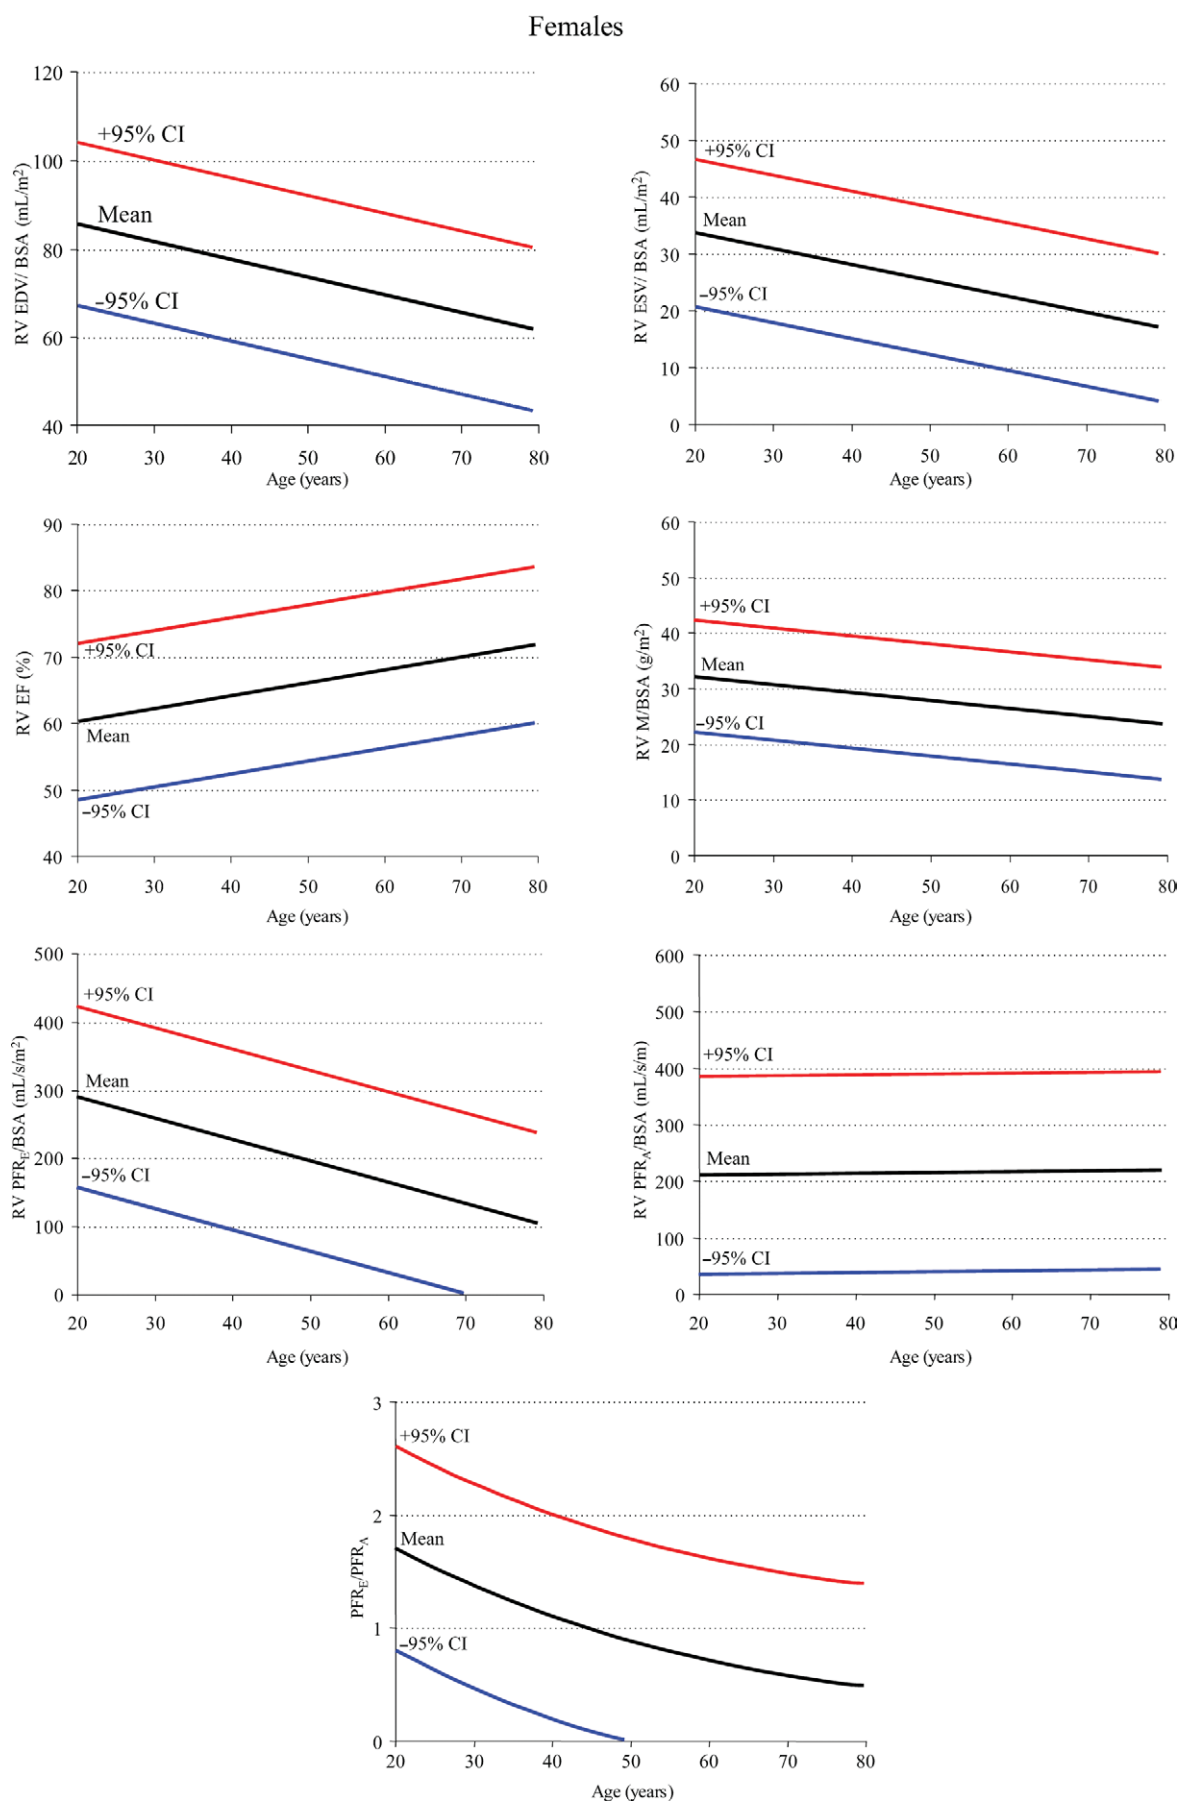 Females
RV EDV/ BSA (mL/m²)
120
100
80
60
40
+95% CI
Mean
–95% CI
20 30 40 50 60 70 80
Age (years)
RV ESV/ BSA (mL/m²)
60
50
40
30
20
10
0
+95% CI
Mean
–95% CI
20 30 40 50 60 70 80
Age (years)
RV EF (%)
90
80
70
60
50
40
+95% CI
Mean
–95% CI
20 30 40 50 60 70 80
Age (years)
RV M/BSA (g/m²)
60
50
40
30
20
10
0
+95% CI
Mean
–95% CI
20 30 40 50 60 70 80
Age (years)
RV PFR_E/BSA (mL/s/m²)
500
400
300
200
100
0
+95% CI
Mean
–95% CI
20 30 40 50 60 70 80
Age (years)
RV PFR_A/BSA (mL/s/m)
600
500
400
300
200
100
0
+95% CI
Mean
–95% CI
20 30 40 50 60 70 80
Age (years)
PFR_E/PFR_A
3
2
1
0
+95% CI
Mean
–95% CI
20 30 40 50 60 70 80
Age (years)